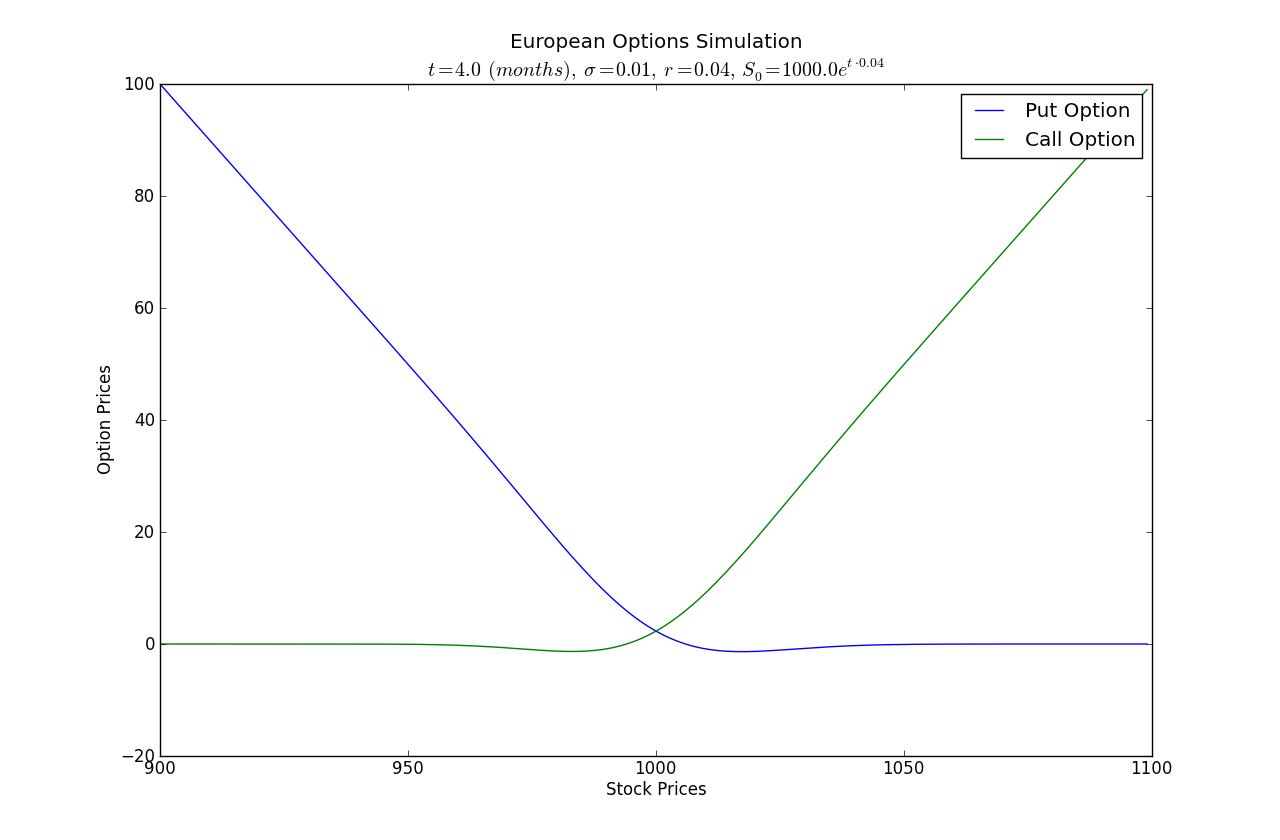 European Options Simulation
t=4.0 (months), σ=0.01, r=0.04, S₀=1000.0e^{t·0.04}
Put Option
Call Option
100
80
60
40
20
0
−20
Option Prices
900
950
1000
1050
1100
Stock Prices